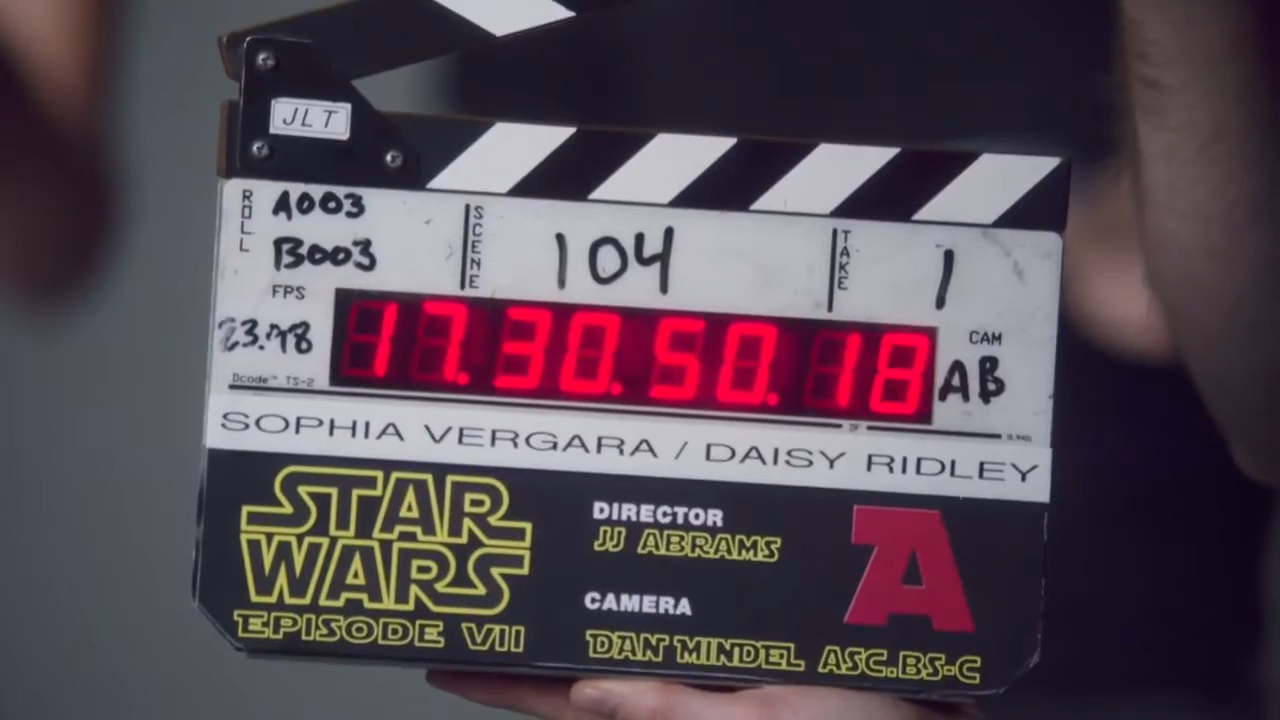 JLT
ROLL A003
B003
SCENE 104
TAKE 1
FPS
23.98
17.30.50.18
CAM
AB
Dcode™ TS-2
SOPHIA VERGARA / DAISY RIDLEY
STAR
WARS
EPISODE VII
DIRECTOR
JJ ABRAMS
CAMERA
DAN MINDEL ASC.BS-C
A